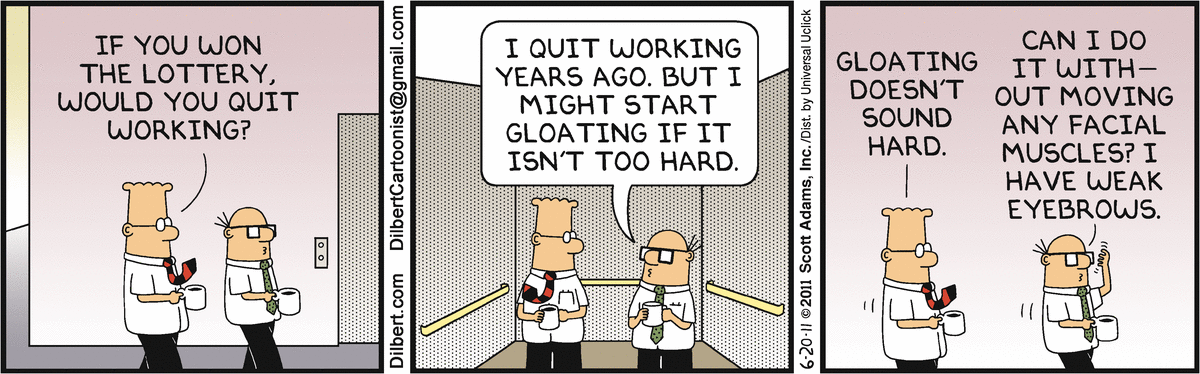 IF YOU WON
THE LOTTERY,
WOULD YOU QUIT
WORKING?
Dilbert.com DilbertCartoonist@gmail.com
I QUIT WORKING
YEARS AGO. BUT I
MIGHT START
GLOATING IF IT
ISN'T TOO HARD.
6-20-11 ©2011 Scott Adams, Inc./Dist. by Universal Uclick
GLOATING
DOESN'T
SOUND
HARD.
CAN I DO
IT WITH—
OUT MOVING
ANY FACIAL
MUSCLES? I
HAVE WEAK
EYEBROWS.